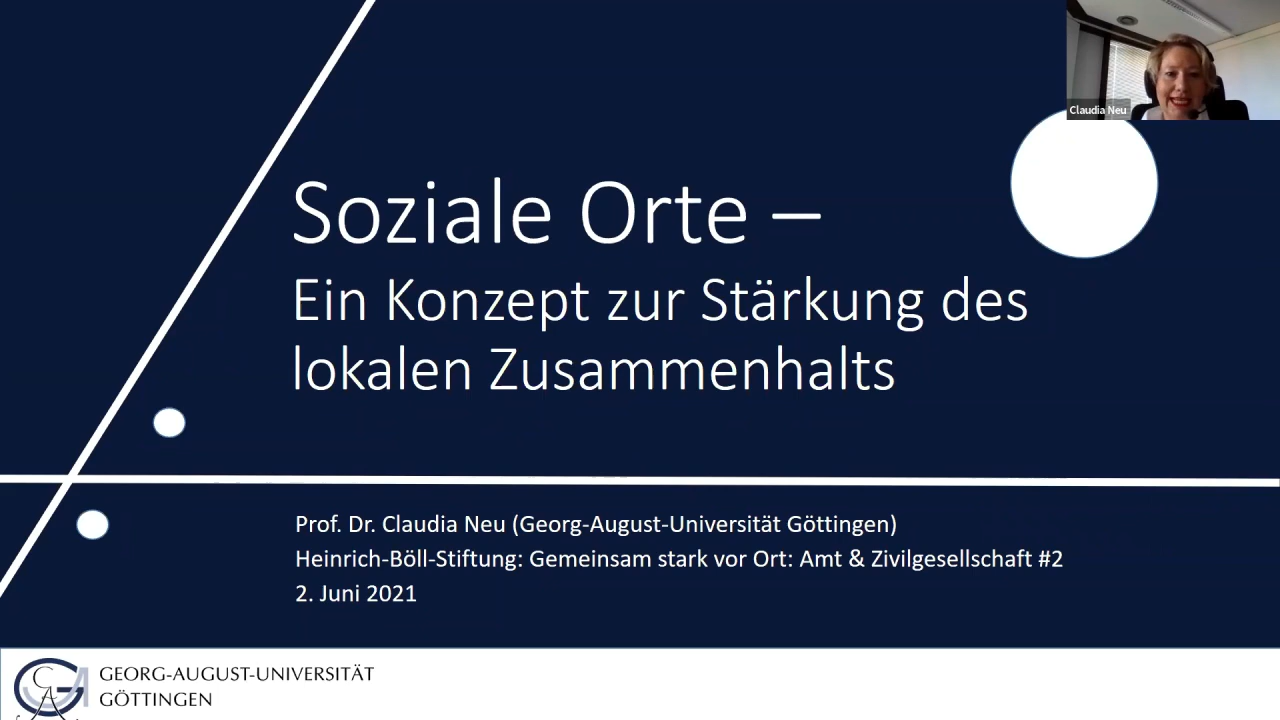 Claudia Neu
Soziale Orte –
Ein Konzept zur Stärkung des
lokalen Zusammenhalts
Prof. Dr. Claudia Neu (Georg-August-Universität Göttingen)
Heinrich-Böll-Stiftung: Gemeinsam stark vor Ort: Amt & Zivilgesellschaft #2
2. Juni 2021
GEORG-AUGUST-UNIVERSITÄT
GÖTTINGEN